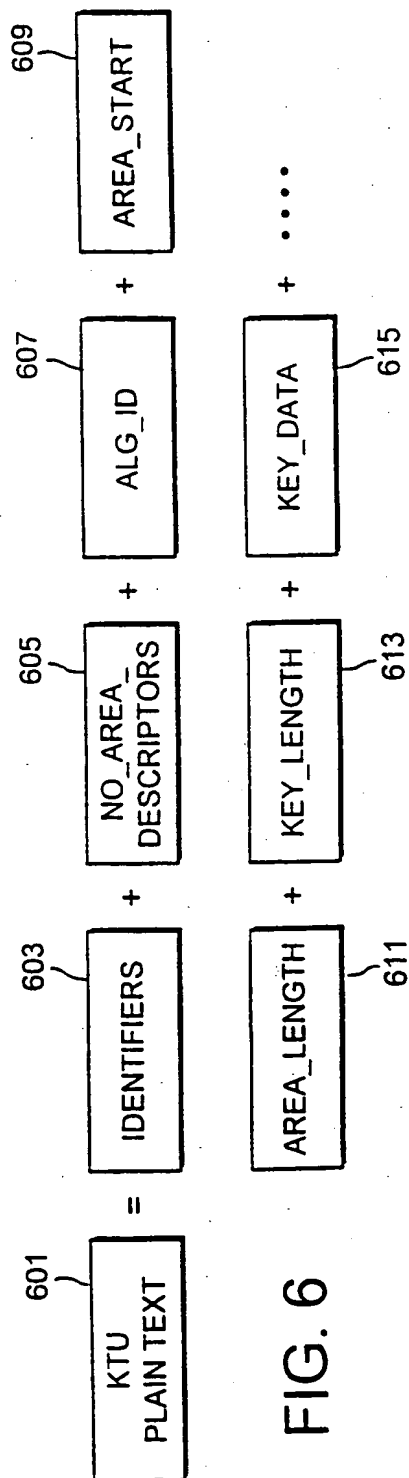 601 603 605 607 609
KTU
PLAIN TEXT
=
IDENTIFIERS
+
NO_AREA_
DESCRIPTORS
+
ALG_ID
+
AREA_START
AREA_LENGTH
+
KEY_LENGTH
+
KEY_DATA
+
....
611 613 615
FIG. 6